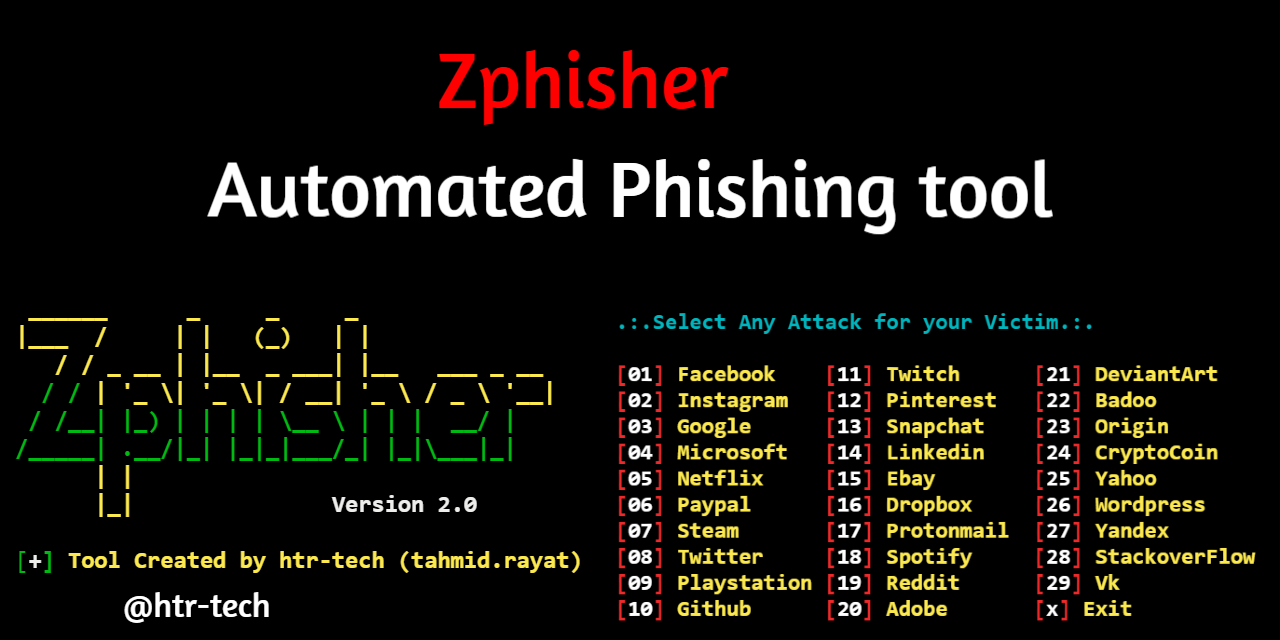 Zphisher
Automated Phishing tool
Zphisher
Version 2.0
[+] Tool Created by htr-tech (tahmid.rayat)
@htr-tech
.:.Select Any Attack for your Victim.:.
[01] Facebook [11] Twitch [21] DeviantArt
[02] Instagram [12] Pinterest [22] Badoo
[03] Google [13] Snapchat [23] Origin
[04] Microsoft [14] Linkedin [24] CryptoCoin
[05] Netflix [15] Ebay [25] Yahoo
[06] Paypal [16] Dropbox [26] Wordpress
[07] Steam [17] Protonmail [27] Yandex
[08] Twitter [18] Spotify [28] StackoverFlow
[09] Playstation [19] Reddit [29] Vk
[10] Github [20] Adobe [x] Exit